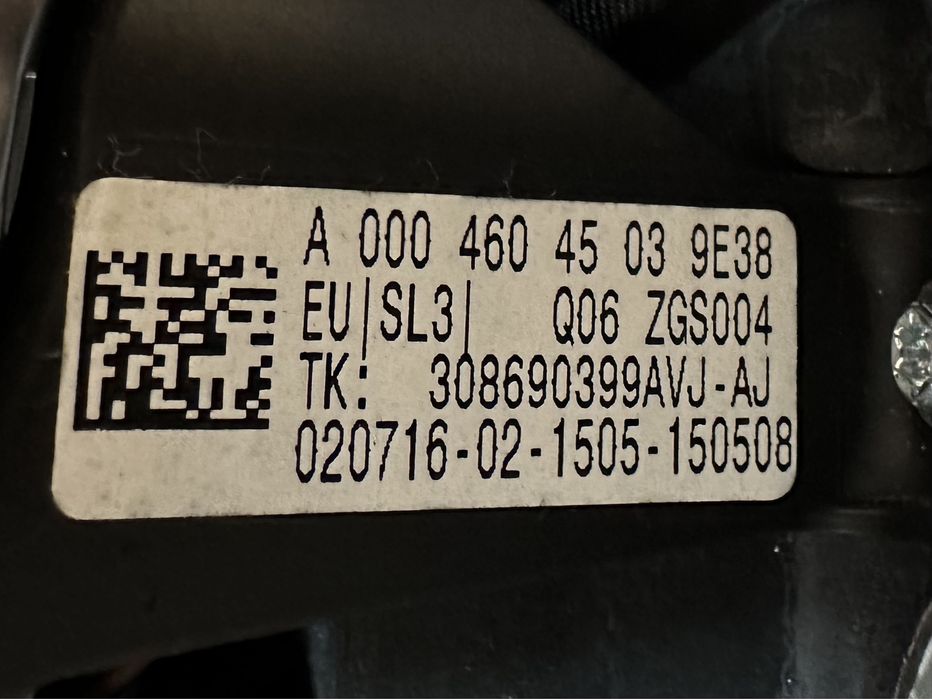 A 000 460 45 03 9E38
EU|SL3| Q06 ZGS004
TK: 308690399AVJ-AJ
020716-02-1505-150508